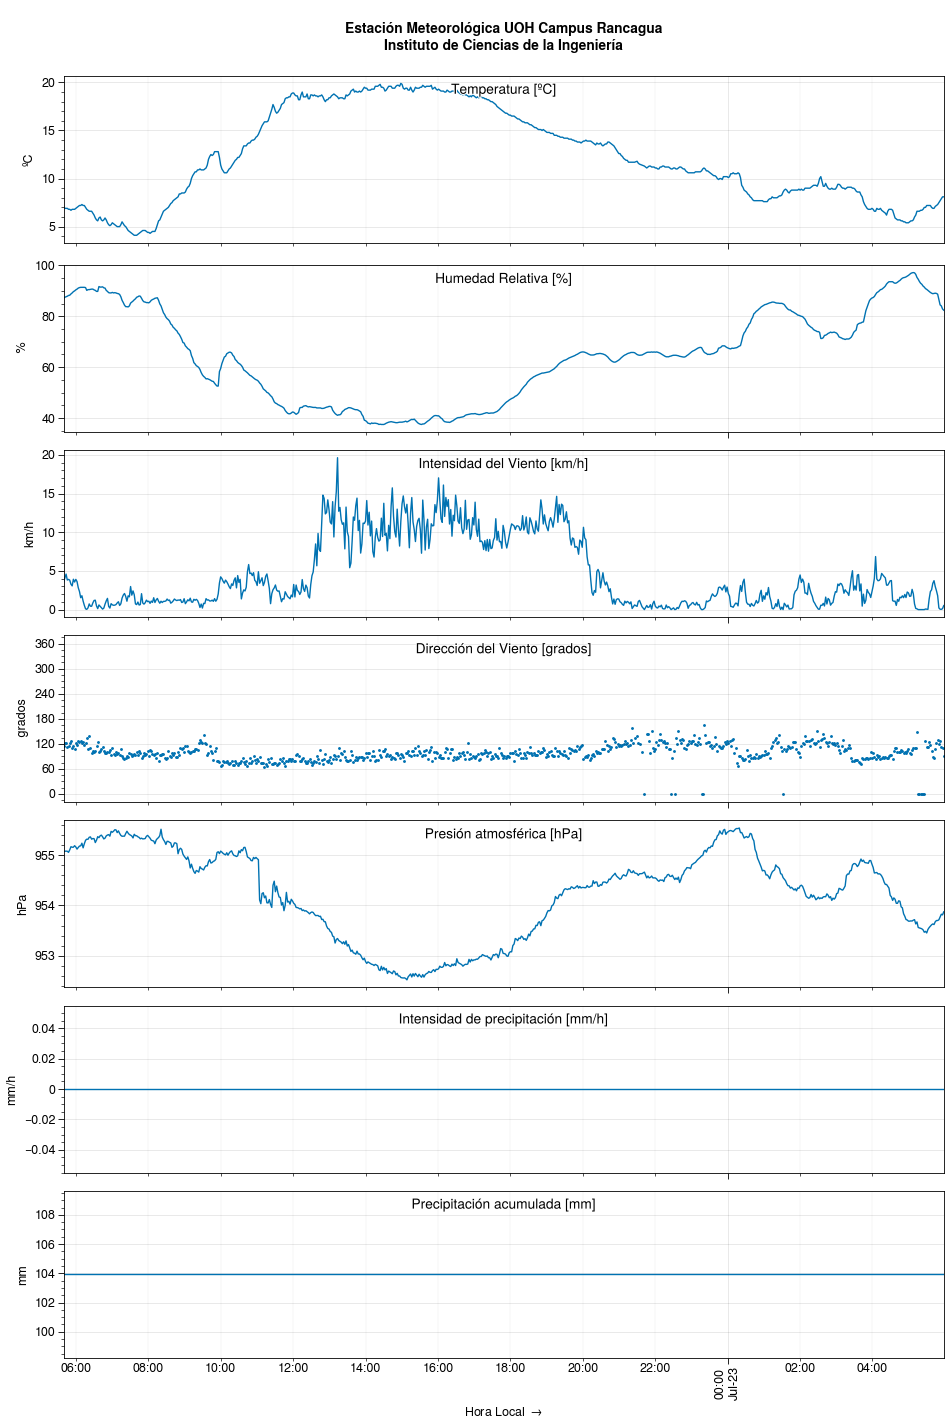 Estación Meteorológica UOH Campus Rancagua
Instituto de Ciencias de la Ingeniería
Temperatura [ºC]
ºC
20
15
10
5
Humedad Relativa [%]
%
100
80
60
40
Intensidad del Viento [km/h]
km/h
20
15
10
5
0
Dirección del Viento [grados]
grados
360
300
240
180
120
60
0
Presión atmosférica [hPa]
hPa
955
954
953
Intensidad de precipitación [mm/h]
mm/h
0.04
0.02
0
−0.02
−0.04
Precipitación acumulada [mm]
mm
108
106
104
102
100
06:00 08:00 10:00 12:00 14:00 16:00 18:00 20:00 22:00 00:00 02:00 04:00
Jul-23
Hora Local →